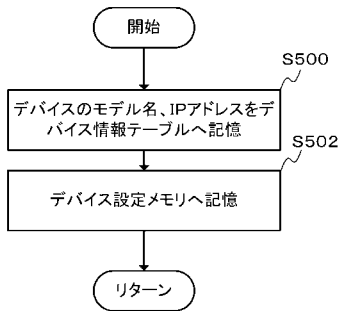 開始
S500
デバイスのモデル名、IPアドレスをデ
バイス情報テーブルへ記憶
S502
デバイス設定メモリへ記憶
リターン